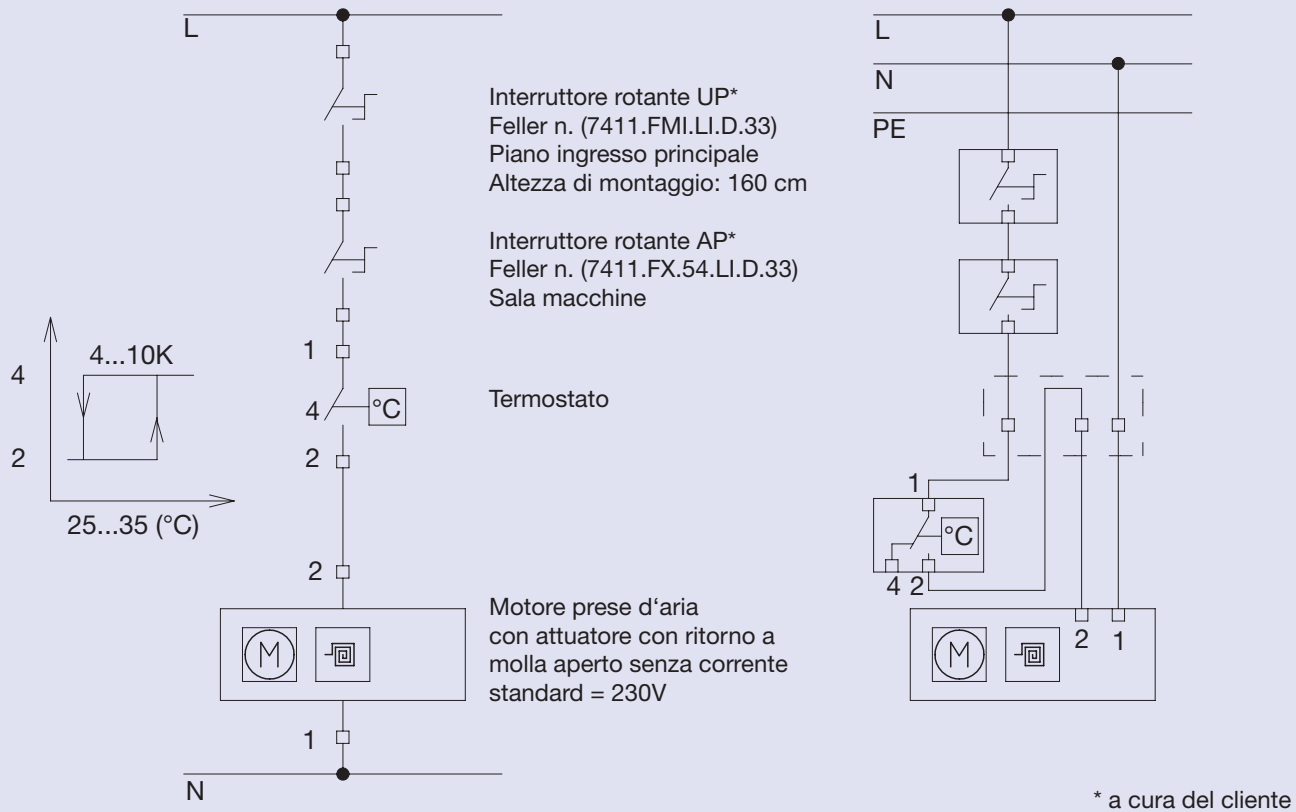 L
Interruttore rotante UP*
Feller n. (7411.FMI.LI.D.33)
Piano ingresso principale
Altezza di montaggio: 160 cm
Interruttore rotante AP*
Feller n. (7411.FX.54.LI.D.33)
Sala macchine
1
4
°C
Termostato
2
4...10K
4
2
25...35 (°C)
2
Motore prese d‘aria
con attuatore con ritorno a
molla aperto senza corrente
standard = 230V
M
1
N
L
N
PE
1
°C
4 2
2 1
M
* a cura del cliente